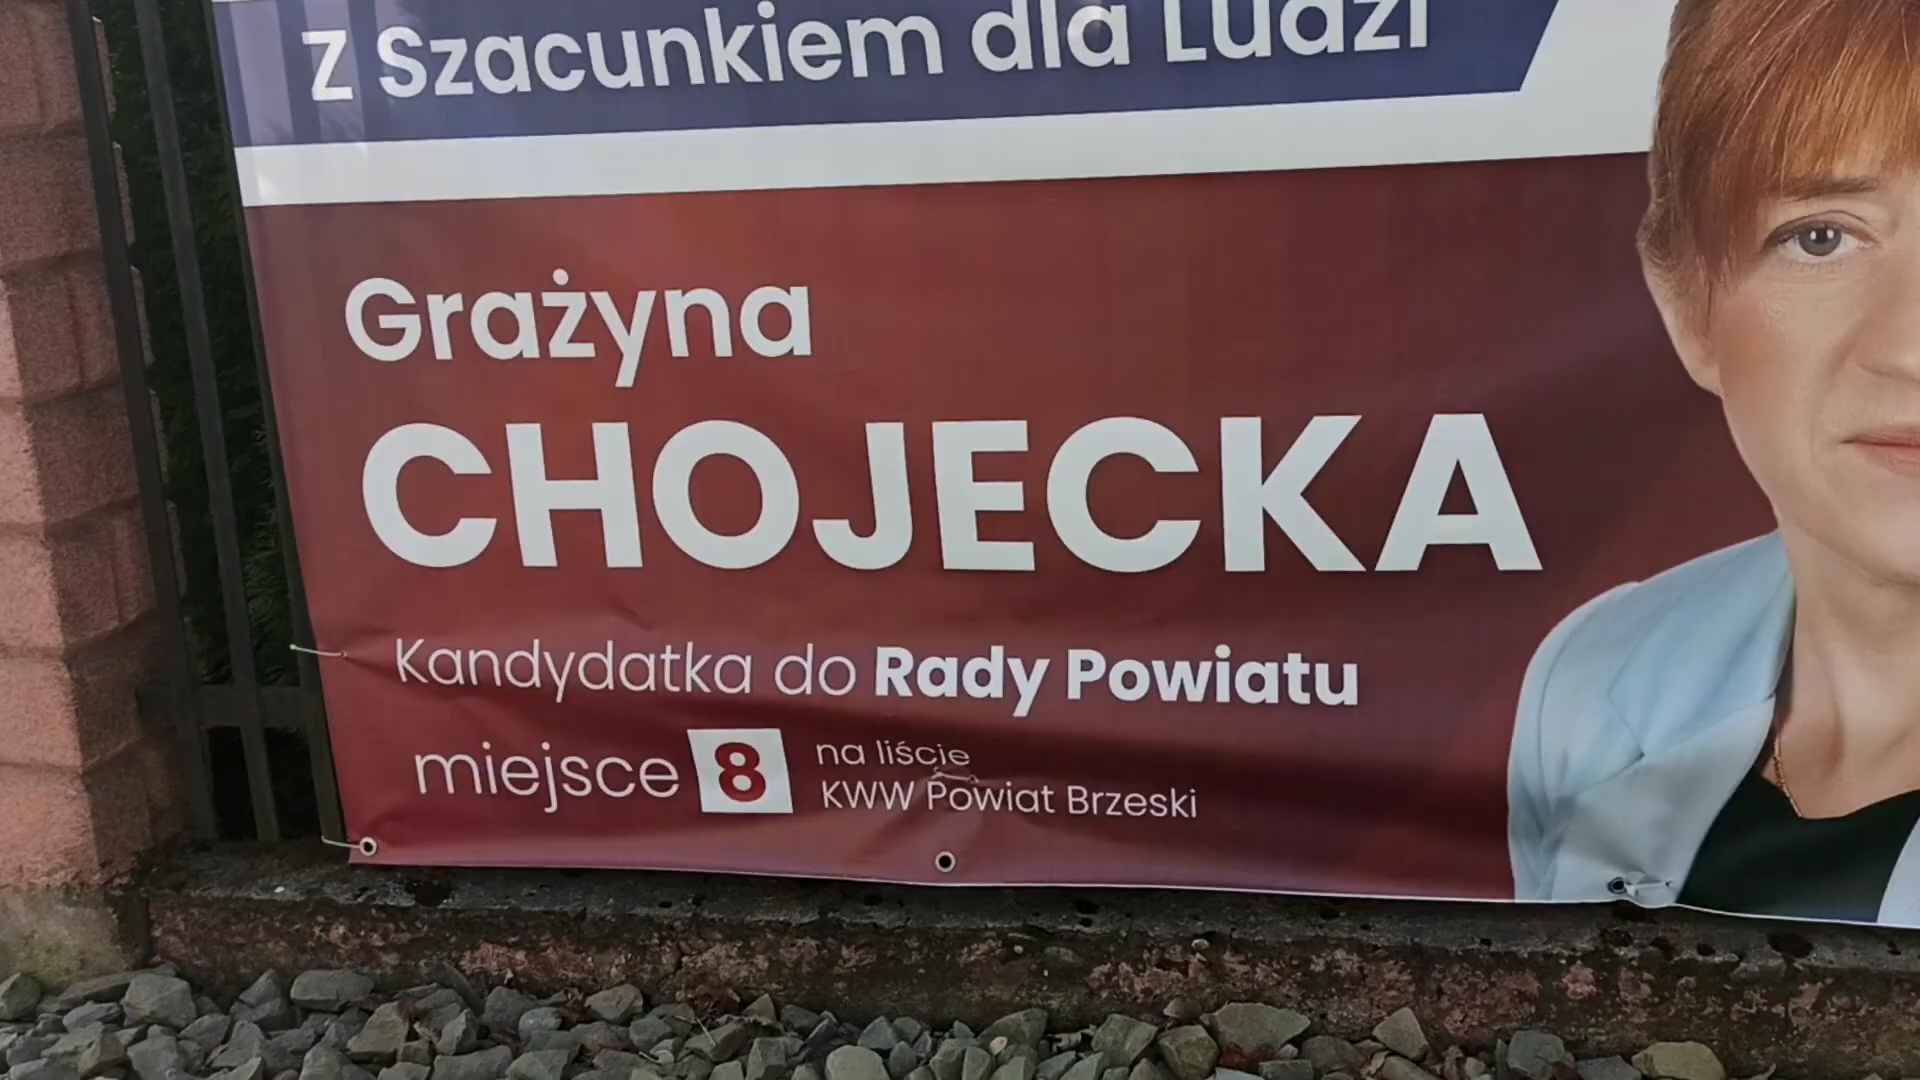 Z Szacunkiem dla Ludzi
Grażyna
CHOJECKA
Kandydatka do Rady Powiatu
miejsce 8 na liście
KWW Powiat Brzeski